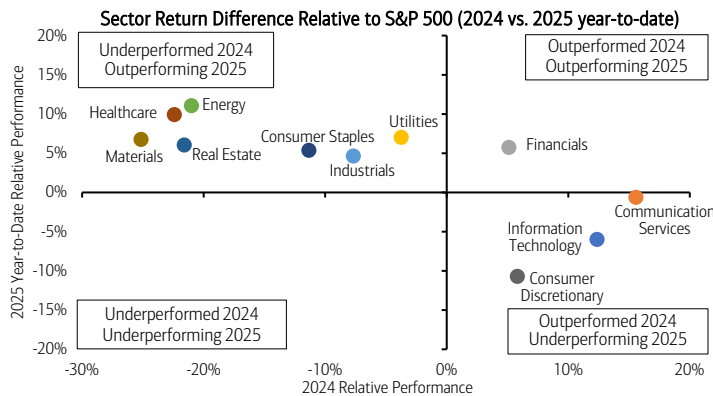 Sector Return Difference Relative to S&P 500 (2024 vs. 2025 year-to-date)
2025 Year-to-Date Relative Performance
20%
15%
10%
5%
0%
-5%
-10%
-15%
-20%
Underperformed 2024
Outperforming 2025
Outperformed 2024
Outperforming 2025
Healthcare
Energy
Materials
Real Estate
Consumer Staples
Industrials
Utilities
Financials
Communication
Services
Information
Technology
Consumer
Discretionary
Underperformed 2024
Underperforming 2025
Outperformed 2024
Underperforming 2025
-30%
-20%
-10%
0%
10%
20%
2024 Relative Performance